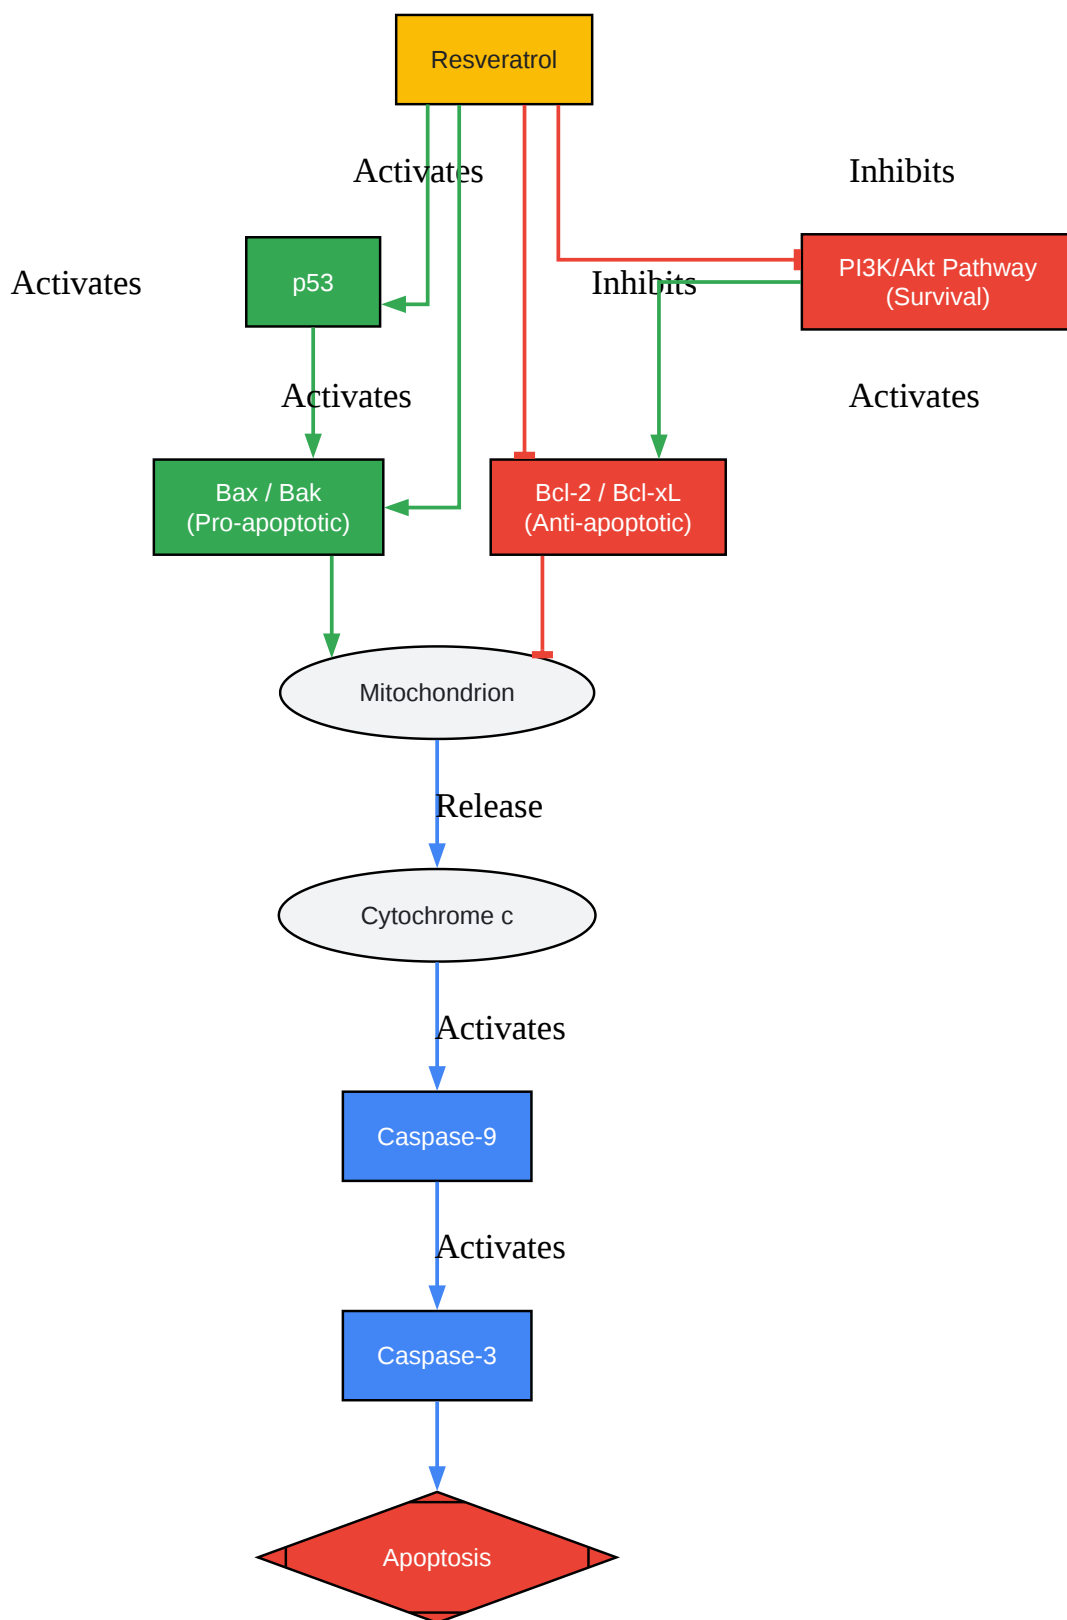 Resveratrol
Activates
Inhibits
p53
Activates
Inhibits
PI3K/Akt Pathway
(Survival)
Activates
Activates
Bax / Bak
(Pro-apoptotic)
Bcl-2 / Bcl-xL
(Anti-apoptotic)
Mitochondrion
Release
Cytochrome c
Activates
Caspase-9
Activates
Caspase-3
Apoptosis